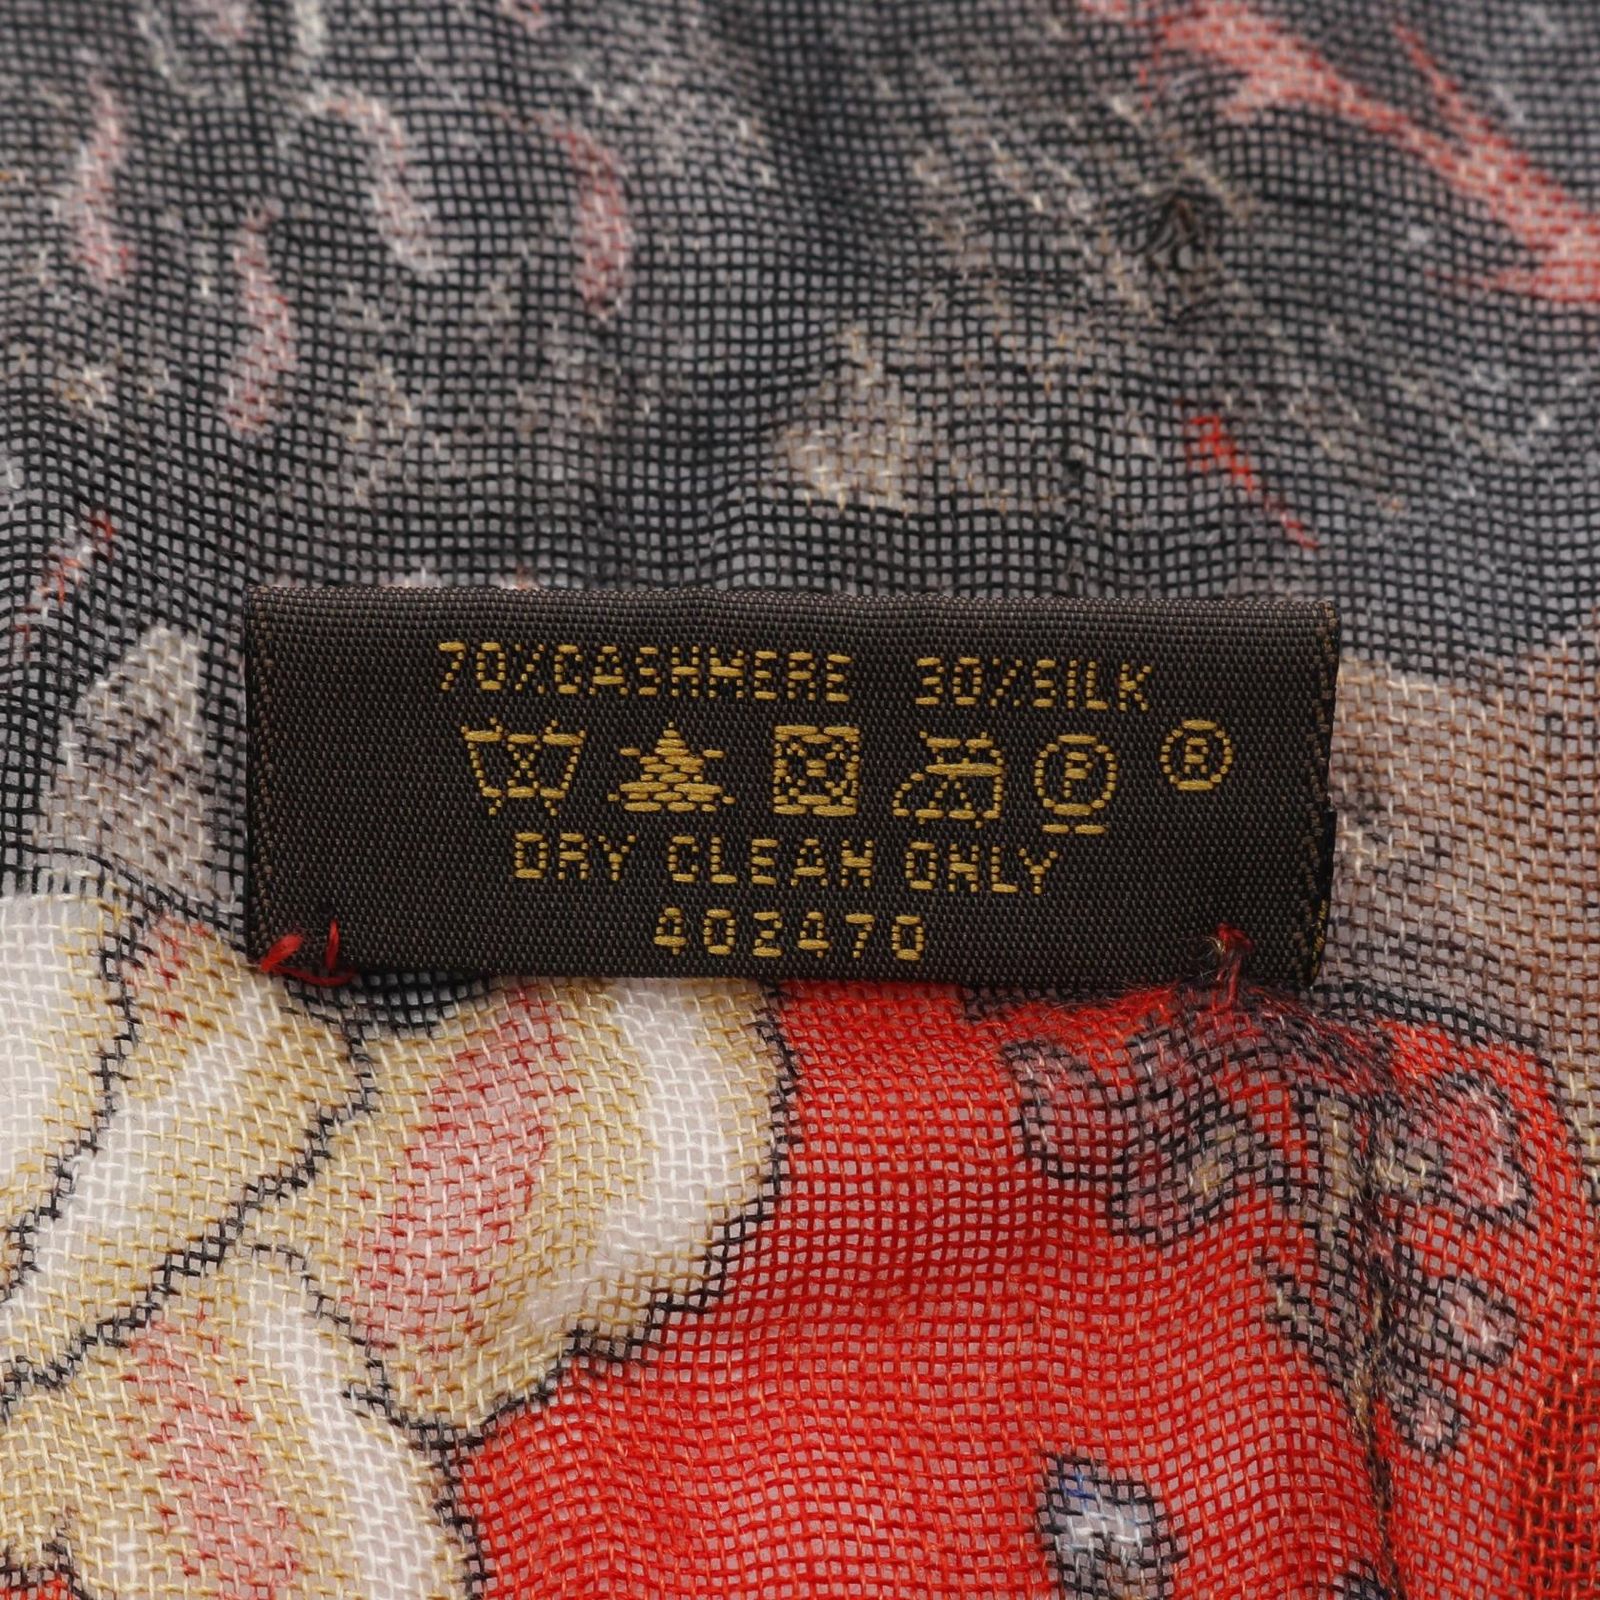 70%CASHMERE 30%SILK
P
®
DRY CLEAN ONLY
402470